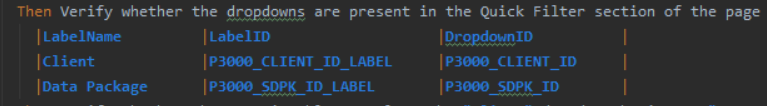 Then Verify whether the dropdowns are present in the Quick Filter section of the page
|LabelName |LabelID |DropdownID |
|Client |P3000_CLIENT_ID_LABEL |P3000_CLIENT_ID |
|Data Package |P3000_SDPK_ID_LABEL |P3000_SDPK_ID |